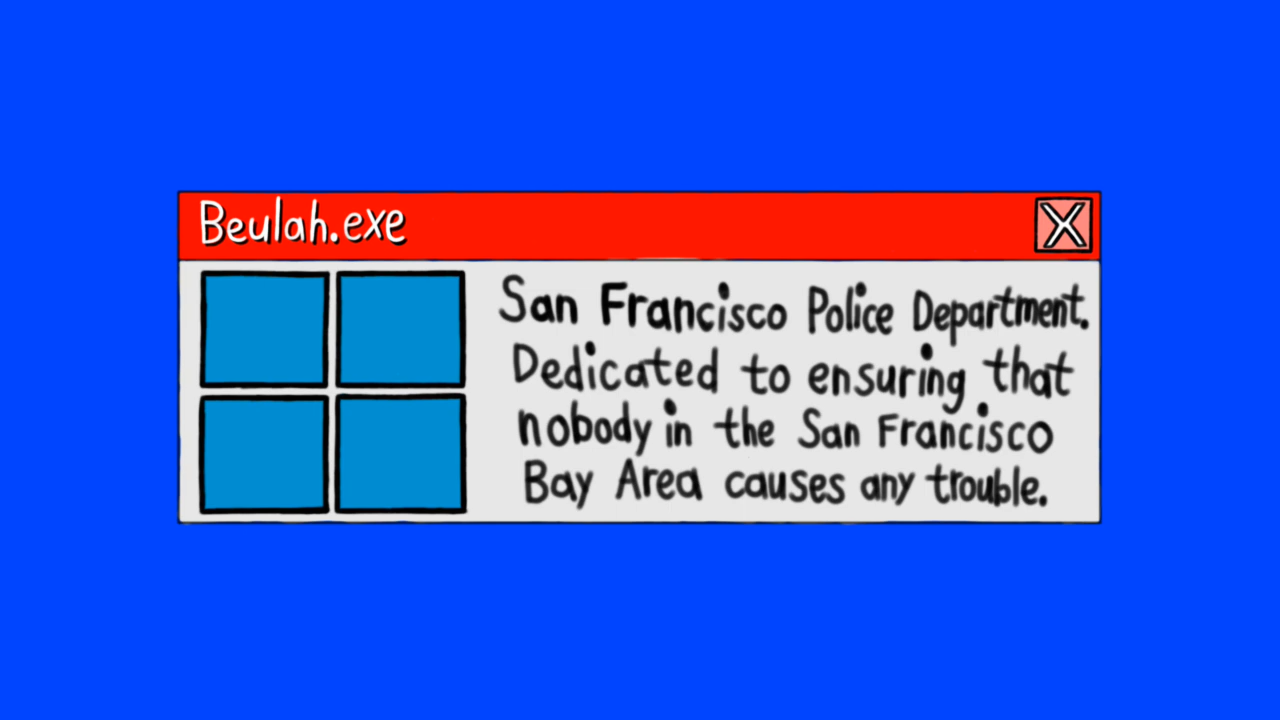 Beulah.exe
X
San Francisco Police Department.
Dedicated to ensuring that
nobody in the San Francisco
Bay Area causes any trouble.